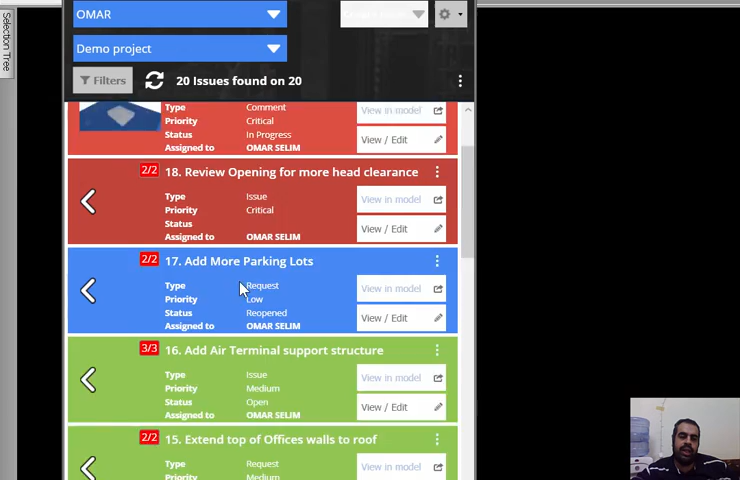 Selection Tree
OMAR
Demo project
Filters
20 Issues found on 20
Type Comment
Priority Critical
Status In Progress
Assigned to OMAR SELIM
View in model
View / Edit
2/2
18. Review Opening for more head clearance
Type Issue
Priority Critical
Status
Assigned to OMAR SELIM
View in model
View / Edit
2/2
17. Add More Parking Lots
Type Request
Priority Low
Status Reopened
Assigned to OMAR SELIM
View in model
View / Edit
3/3
16. Add Air Terminal support structure
Type Issue
Priority Medium
Status Open
Assigned to OMAR SELIM
View in model
View / Edit
2/2
15. Extend top of Offices walls to roof
Type Request
Priority Medium
View in model